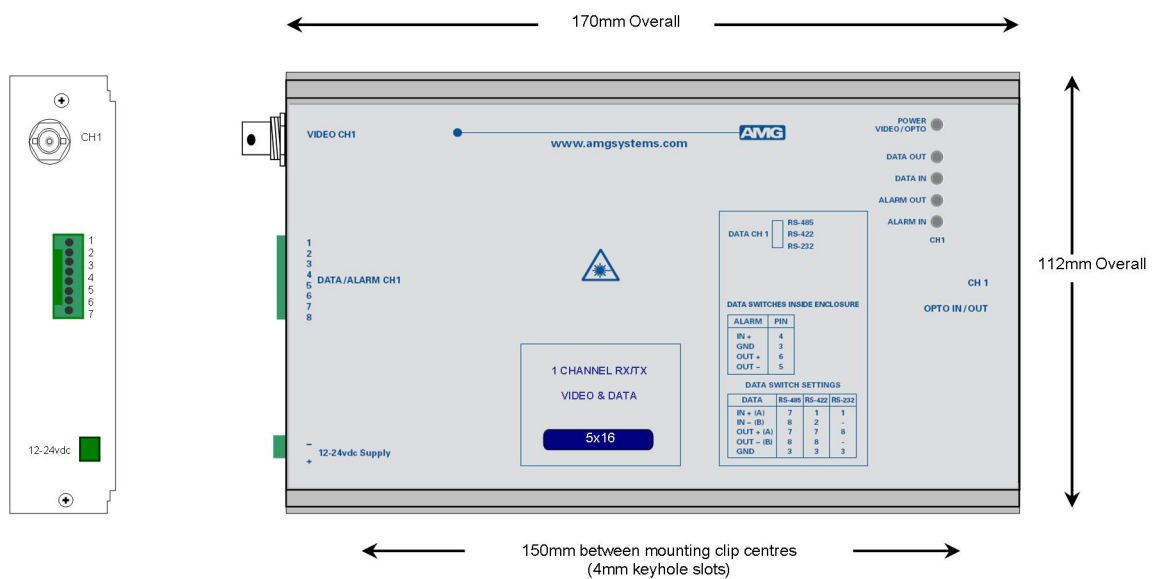 170mm Overall
CH1
1
2
3
4
5
6
7
12-24vdc
VIDEO CH1
AMG
www.amgsystems.com
POWER
VIDEO/OPTO
DATA OUT
DATA IN
ALARM OUT
ALARM IN
CH1
1
2
3
4
5
6
7
8
DATA/ALARM CH1
DATA CH 1
RS-485
RS-422
RS-232
CH 1
OPTO IN/OUT
112mm Overall
DATA SWITCHES INSIDE ENCLOSURE
ALARM PIN
IN + 4
GND 3
OUT + 6
OUT – 5
DATA SWITCH SETTINGS
DATA RS-485 RS-422 RS-232
IN + (A) 7 1 1
IN – (B) 8 2 -
OUT + (A) 7 7 8
OUT – (B) 8 8 -
GND 3 3 3
1 CHANNEL RX/TX
VIDEO & DATA
5x16
–
+
12-24vdc Supply
150mm between mounting clip centres
(4mm keyhole slots)